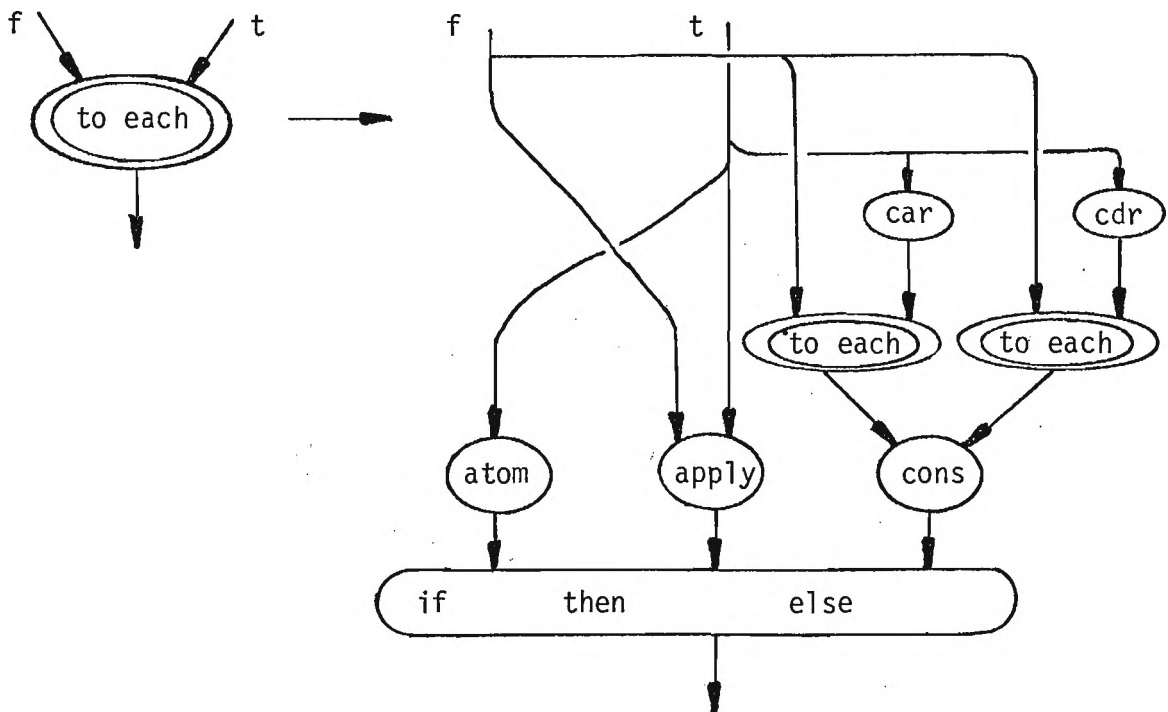 f t f t
to each
car cdr
to each to each
atom apply cons
if then else